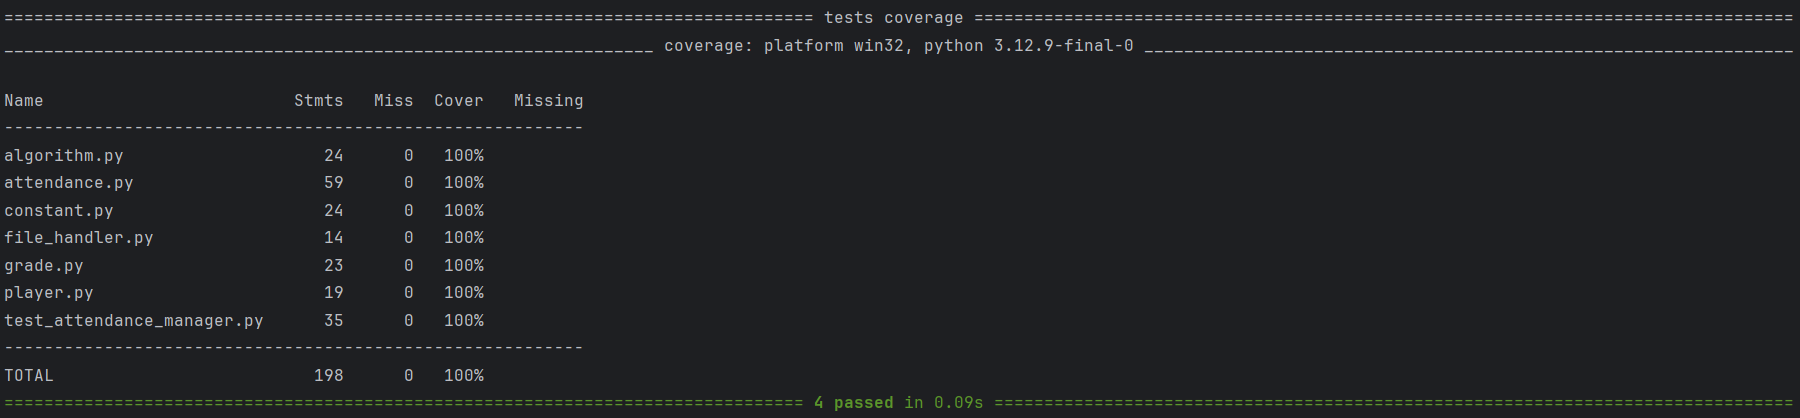 ================================================================================= tests coverage ==================================================================================
_________________________________________________________________ coverage: platform win32, python 3.12.9-final-0 _________________________________________________________________
Name                         Stmts   Miss  Cover   Missing
----------------------------------------------------------
algorithm.py                    24      0   100%
attendance.py                   59      0   100%
constant.py                     24      0   100%
file_handler.py                 14      0   100%
grade.py                        23      0   100%
player.py                       19      0   100%
test_attendance_manager.py      35      0   100%
----------------------------------------------------------
TOTAL                          198      0   100%
================================================================================ 4 passed in 0.09s ================================================================================